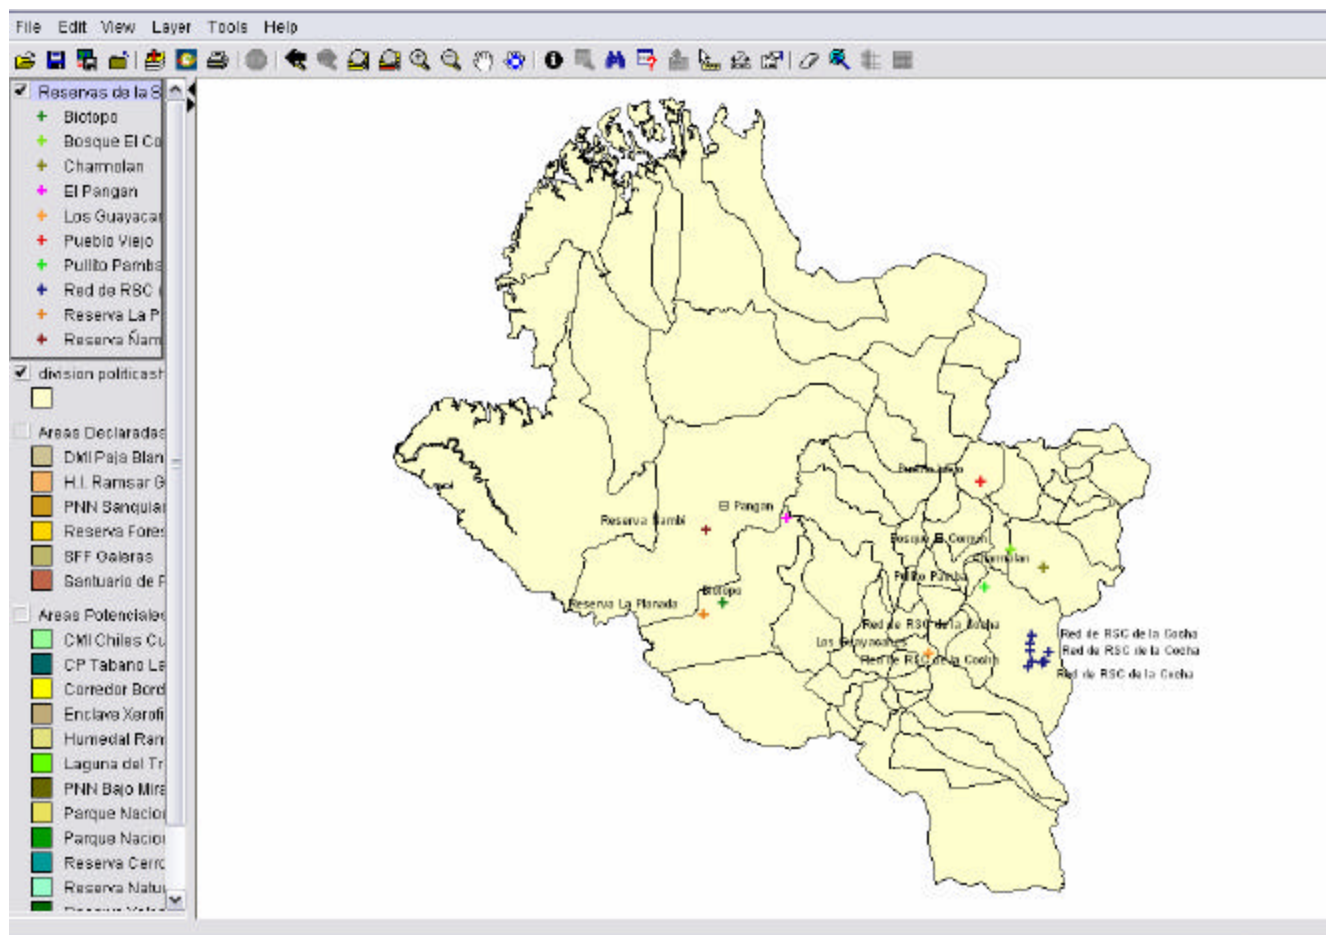 File Edit View Layer Tools Help
Reservas de la S
Biotopo
Bosque El Co
Charmolan
El Pangan
Los Guayacan
Pueblo Viejo
Pullito Pamba
Red de RSC
Reserva La P
Reserva Ñam
division politicash
Areas Declaradas
DMI Paja Blan
H.I. Ramsar G
PNN Sanquia
Reserva Fores
SFF Galeras
Santuario de F
Areas Potenciales
CMI Chiles Cu
CP Tabano La
Corredor Bord
Enclave Xerofi
Humedal Ram
Laguna del Tr
PNN Bajo Mira
Parque Nacio
Parque Nacio
Reserva Cerro
Reserva Natu
Pueblo Viejo
El Pangan
Reserva Ñambi
Bosque El Comun
Charmolan
Pullito Pamba
Biotopo
Reserva La Planada
Red de RSC de la Cocha
Los Guayacanes
Red de RSC de la Cocha
Red de RSC de la Cocha
Red de RSC de la Cocha
Red de RSC de la Cocha